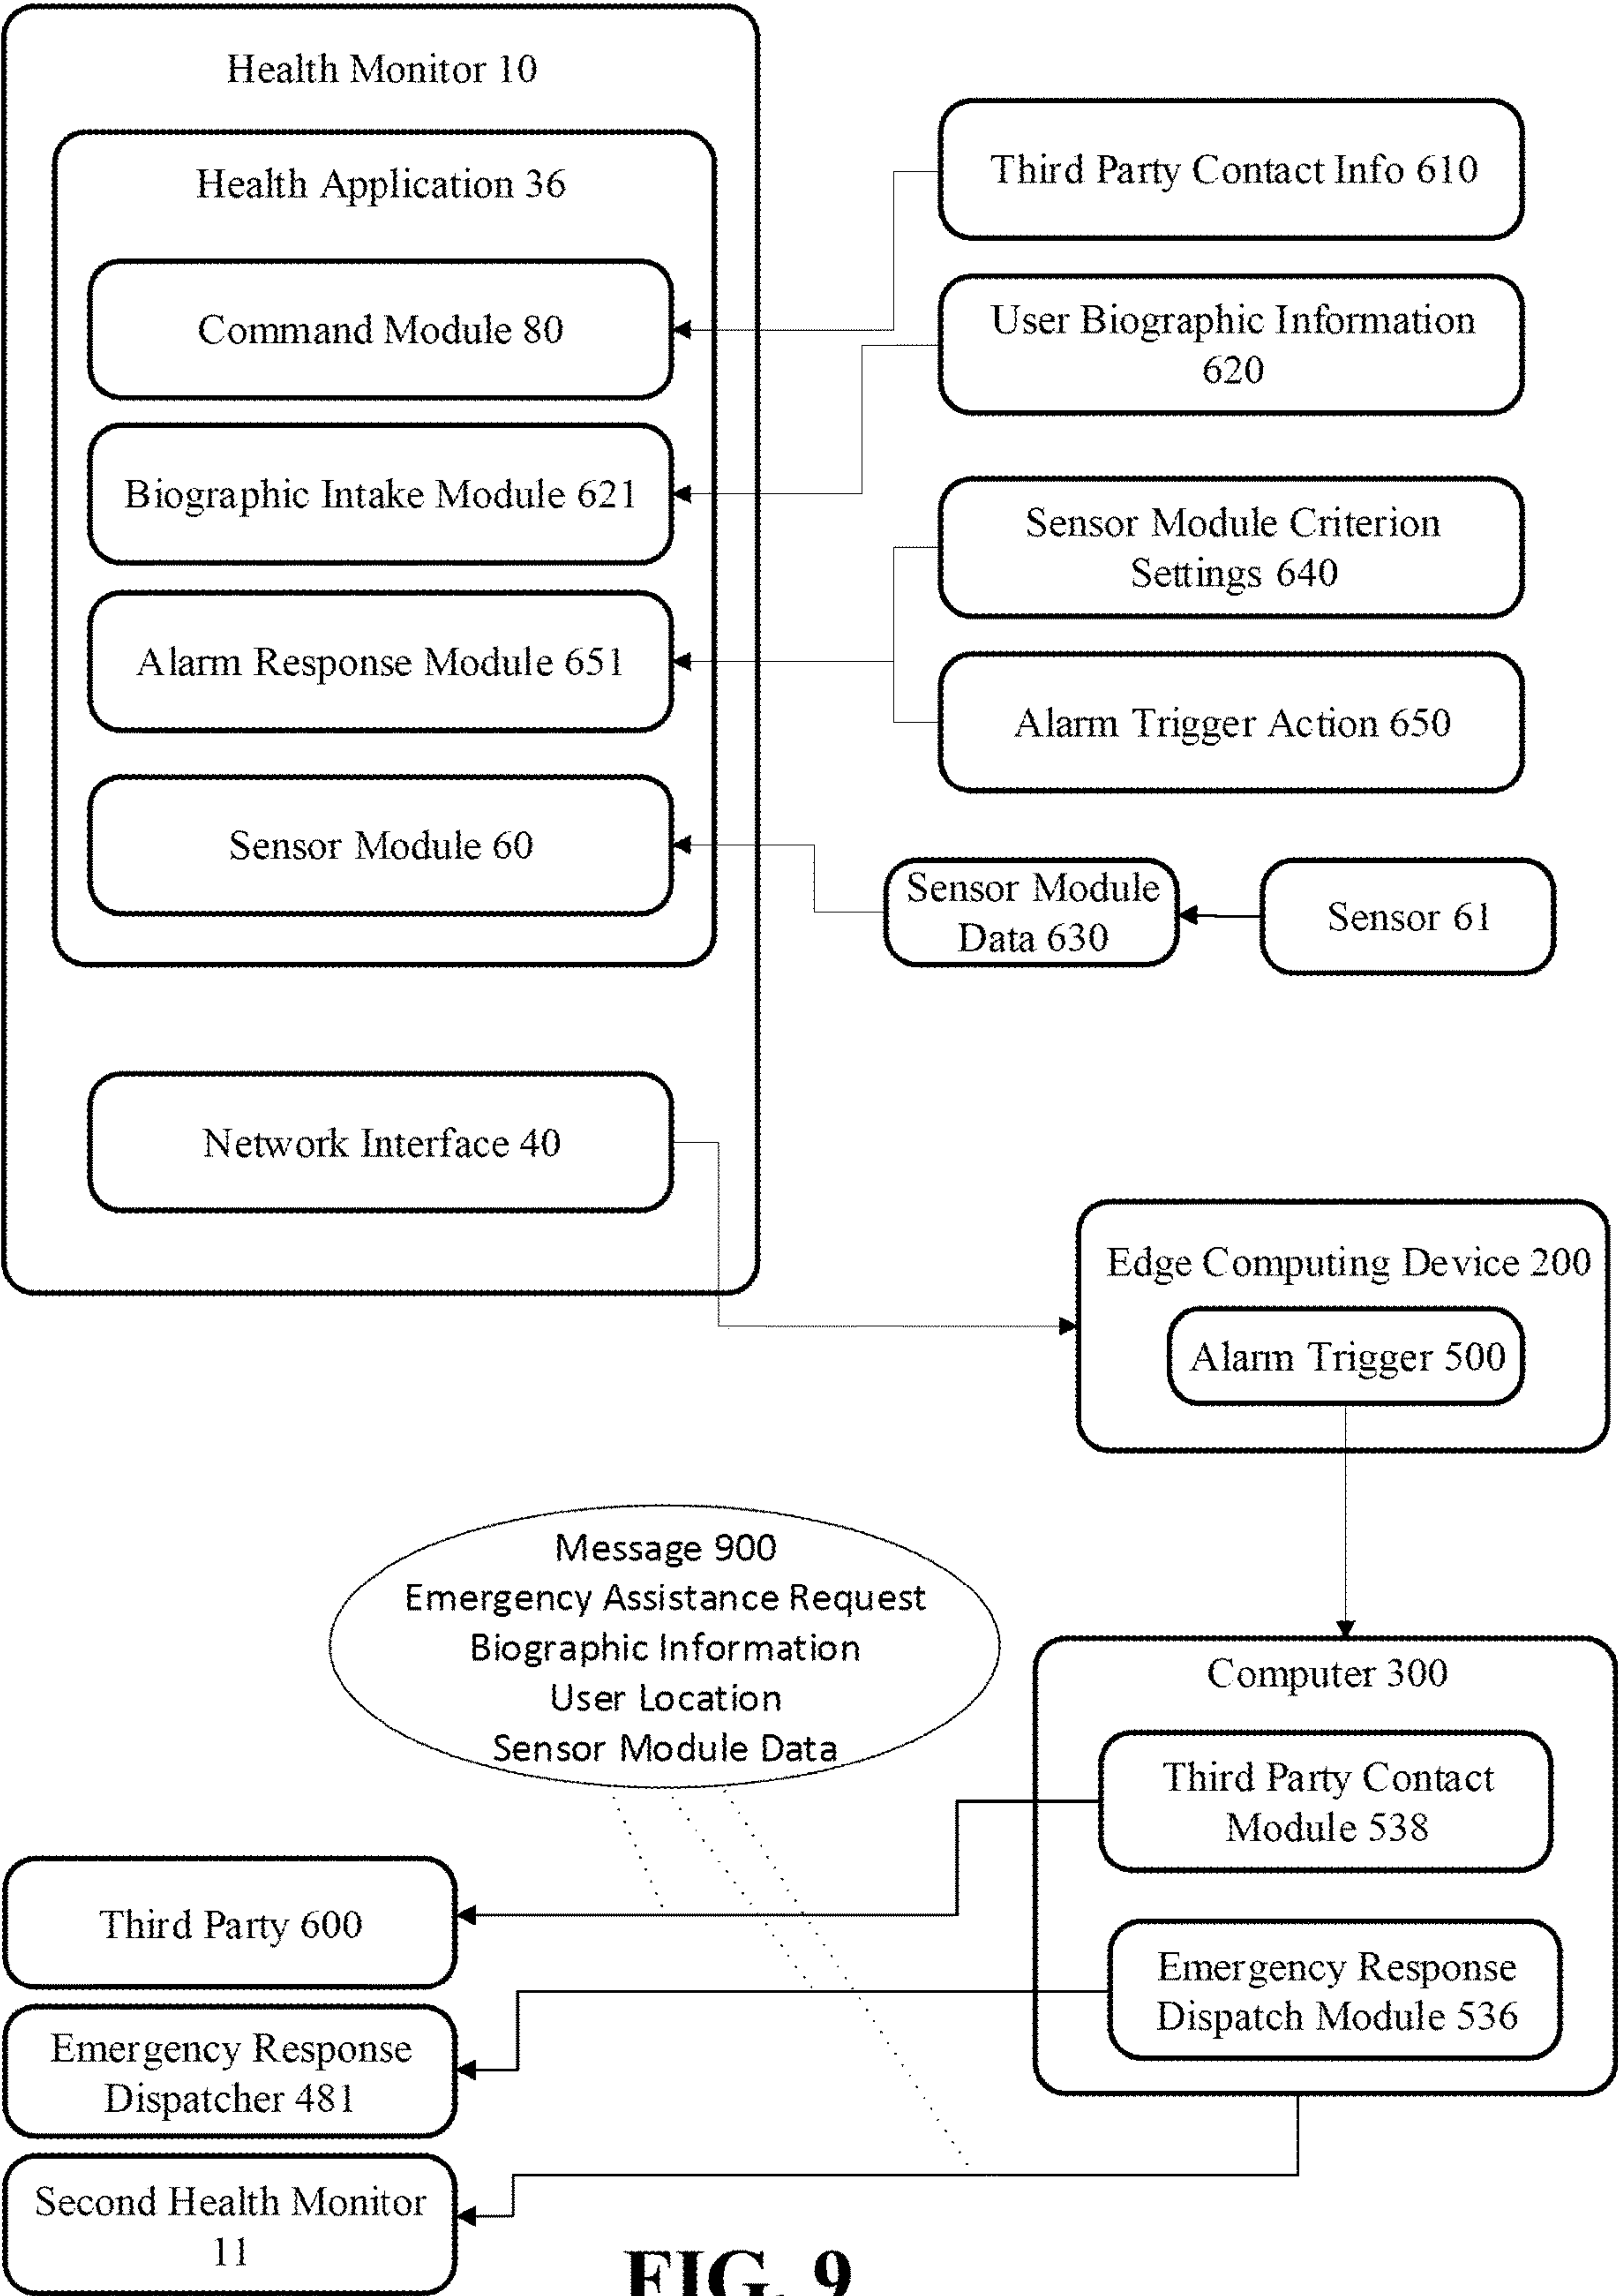 Health Monitor 10
Health Application 36
Command Module 80
Biographic Intake Module 621
Alarm Response Module 651
Sensor Module 60
Network Interface 40
Third Party Contact Info 610
User Biographic Information
620
Sensor Module Criterion
Settings 640
Alarm Trigger Action 650
Sensor Module
Data 630
Sensor 61
Edge Computing Device 200
Alarm Trigger 500
Message 900
Emergency Assistance Request
Biographic Information
User Location
Sensor Module Data
Computer 300
Third Party Contact
Module 538
Emergency Response
Dispatch Module 536
Third Party 600
Emergency Response
Dispatcher 481
Second Health Monitor
11
FIG. 9